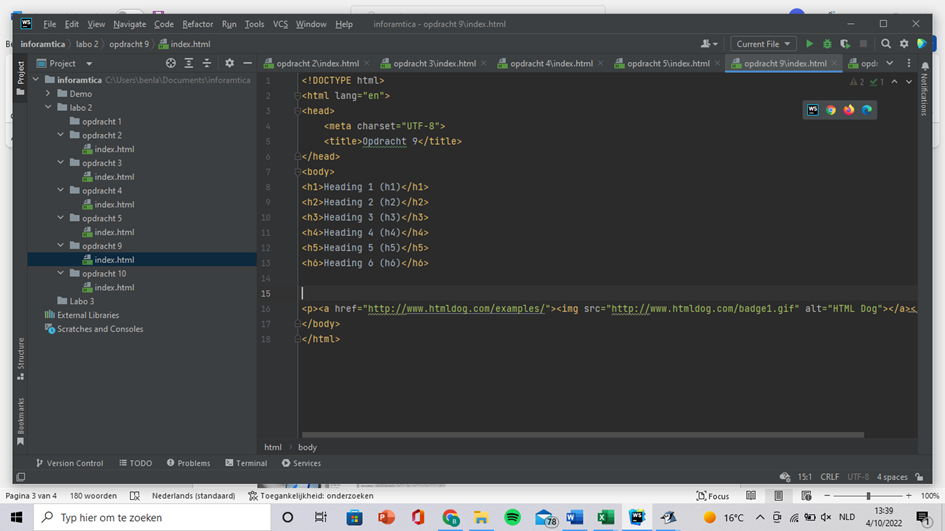 WS File Edit View Navigate Code Refactor Run Tools VCS Window Help informatica - opdracht 9\index.html
inforamtica labo 2 opdracht 9 index.html Current File
Project opdracht 2\index.html opdracht 3\index.html opdracht 4\index.html opdracht 5\index.html opdracht 9\index.html opd
Project
Structure
Bookmarks
Notifications
inforamtica C:\Users\benla\Documents\inforamtica
Demo
labo 2
opdracht 1
opdracht 2
index.html
opdracht 3
index.html
opdracht 4
index.html
opdracht 5
index.html
opdracht 9
index.html
opdracht 10
index.html
Labo 3
External Libraries
Scratches and Consoles
2 1
WS
1 <!DOCTYPE html>
2 <html lang="en">
3 <head>
4 <meta charset="UTF-8">
5 <title>Opdracht 9</title>
6 </head>
7 <body>
8 <h1>Heading 1 (h1)</h1>
9 <h2>Heading 2 (h2)</h2>
10 <h3>Heading 3 (h3)</h3>
11 <h4>Heading 4 (h4)</h4>
12 <h5>Heading 5 (h5)</h5>
13 <h6>Heading 6 (h6)</h6>
14
15
16 <p><a href="http://www.htmldog.com/examples/"><img src="http://www.htmldog.com/badge1.gif" alt="HTML Dog"></a><
17 </body>
18 </html>
html body
Version Control TODO Problems Terminal Services
15:1 CRLF UTF-8 4 spaces
Pagina 3 van 4 180 woorden Nederlands (standaard) Toegankelijkheid: onderzoeken Focus 100%
Typ hier om te zoeken 78 16°C NLD 13:39
4/10/2022 1